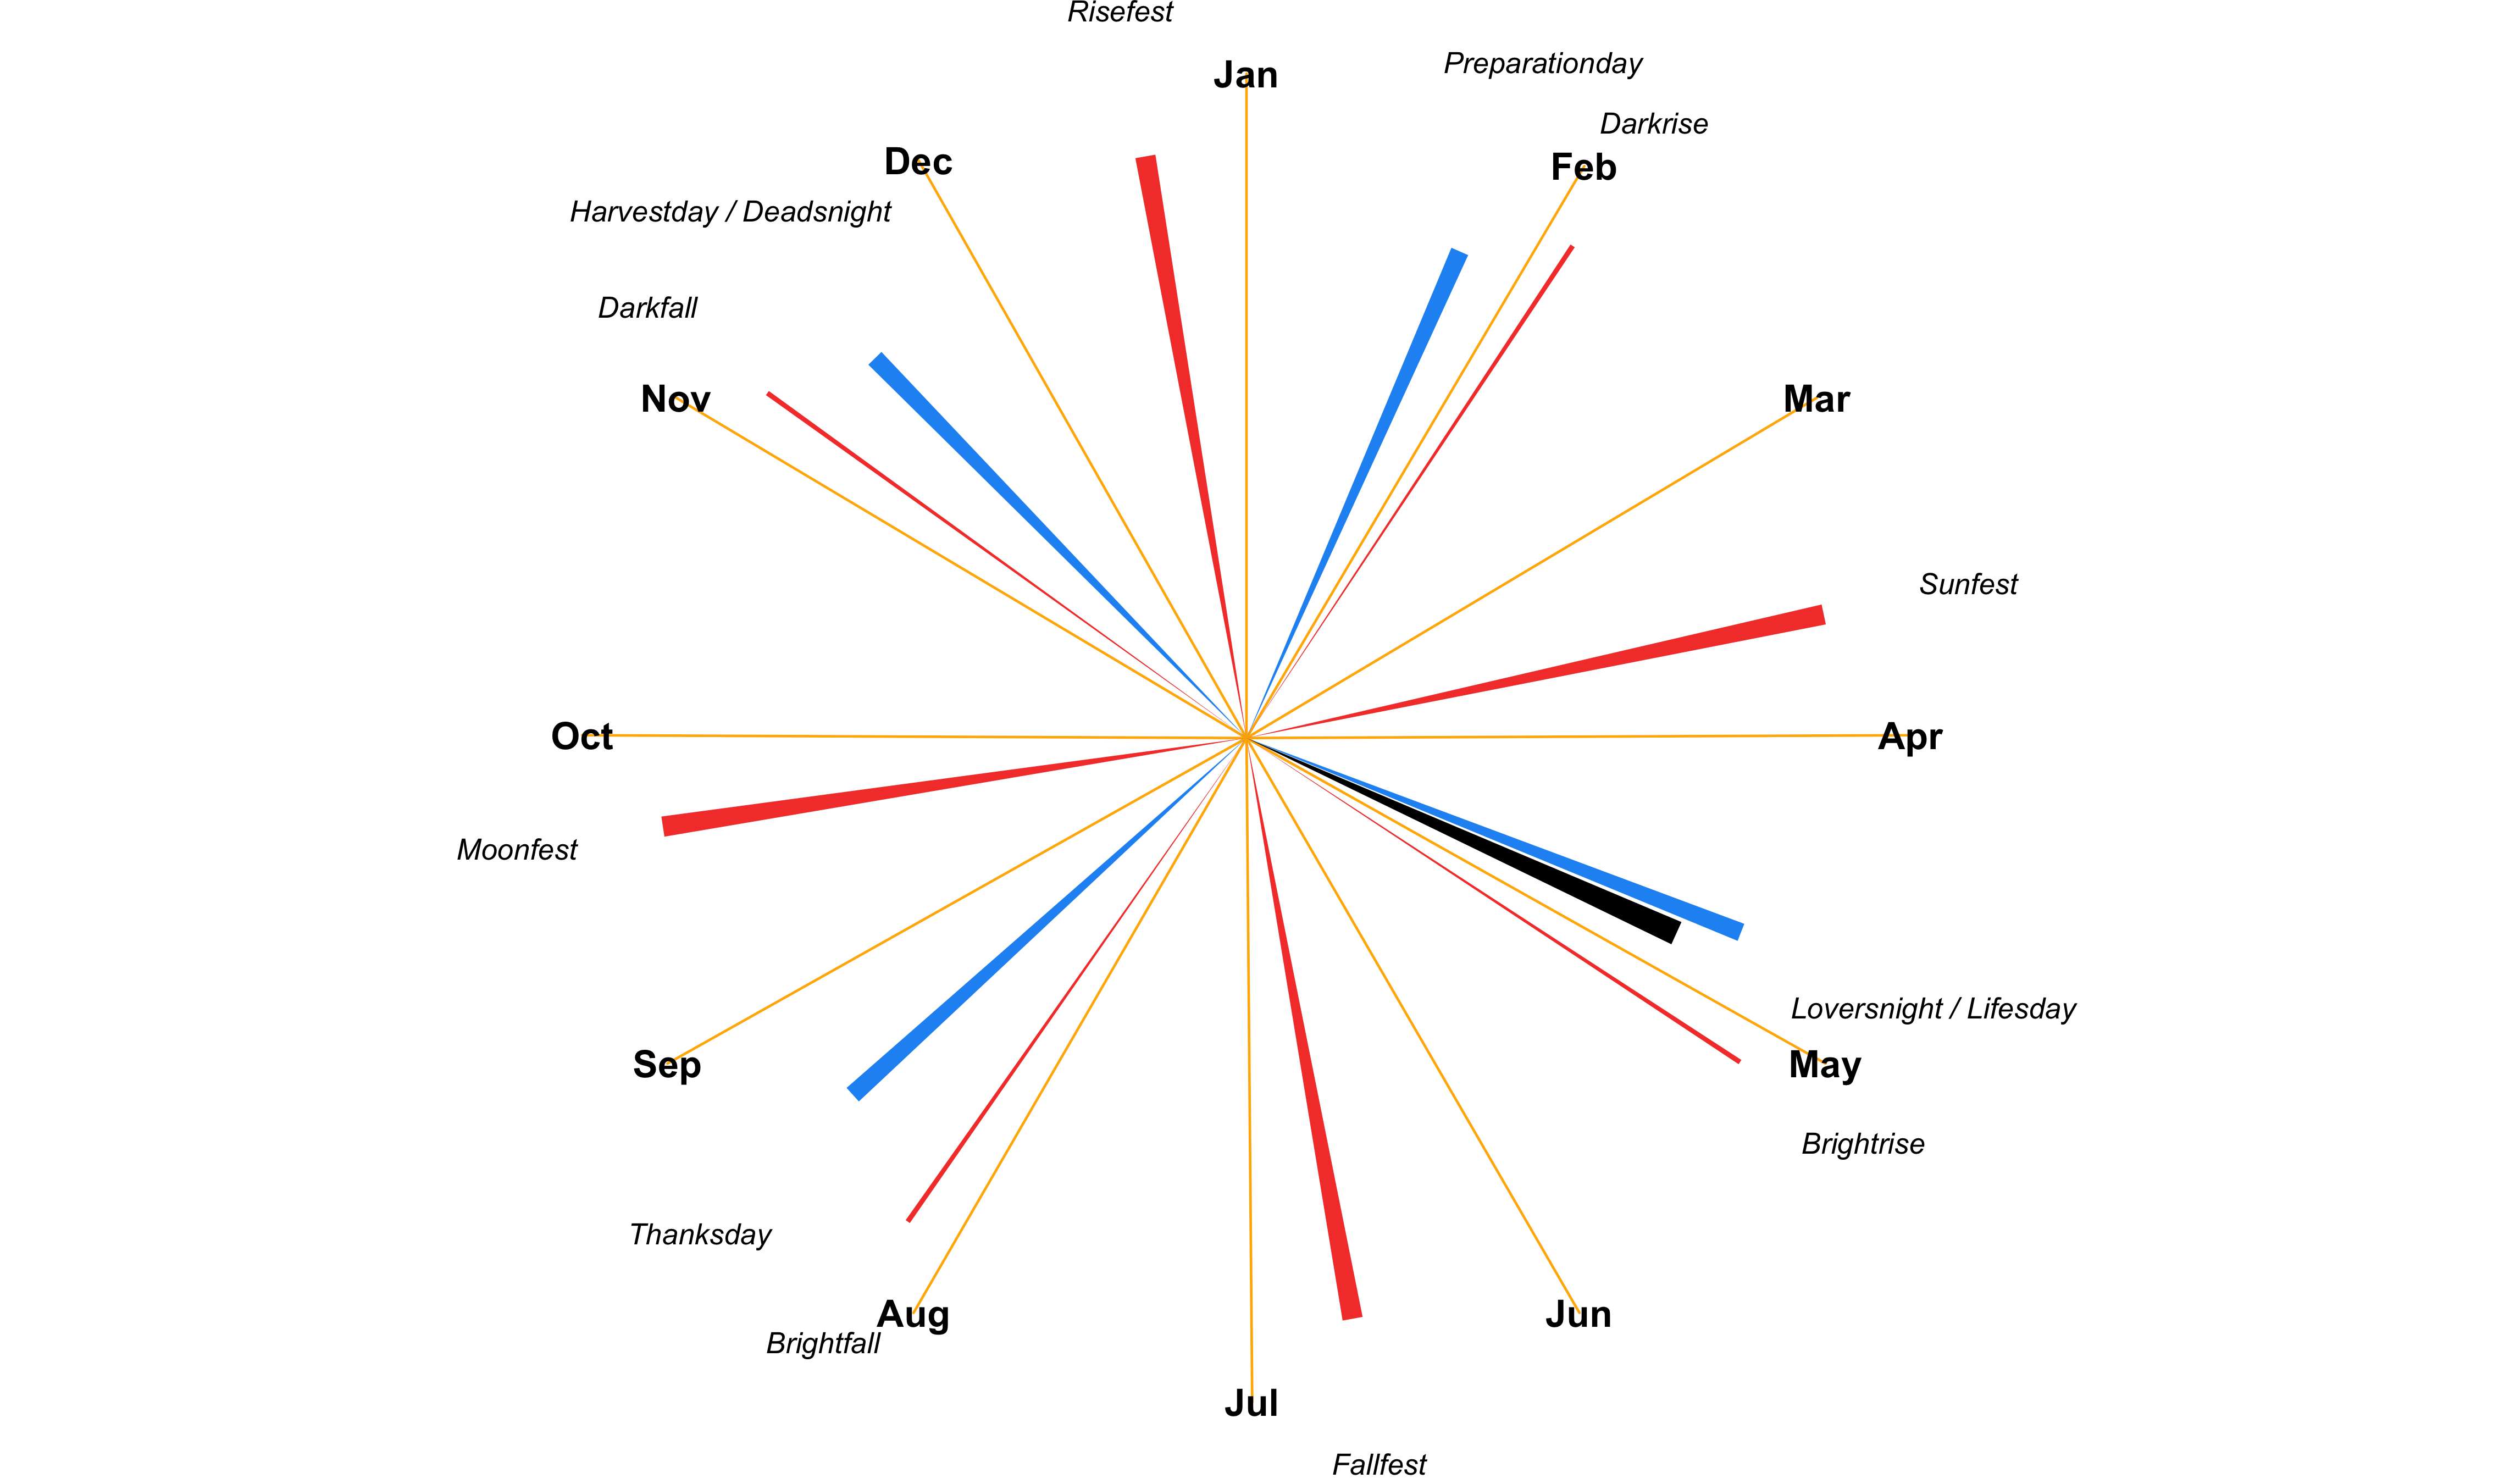 Risefest
Preparationday
Jan
Darkrise
Dec
Feb
Harvestday / Deadsnight
Darkfall
Nov
Mar
Sunfest
Oct
Apr
Moonfest
Loversnight / Lifesday
Sep
May
Brightrise
Thanksday
Aug
Jun
Brightfall
Jul
Fallfest